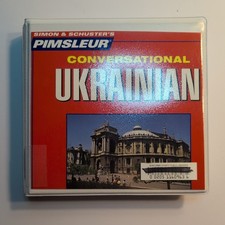 SIMON & SCHUSTER'S
PIMSLEUR
CONVERSATIONAL
UKRAINIAN